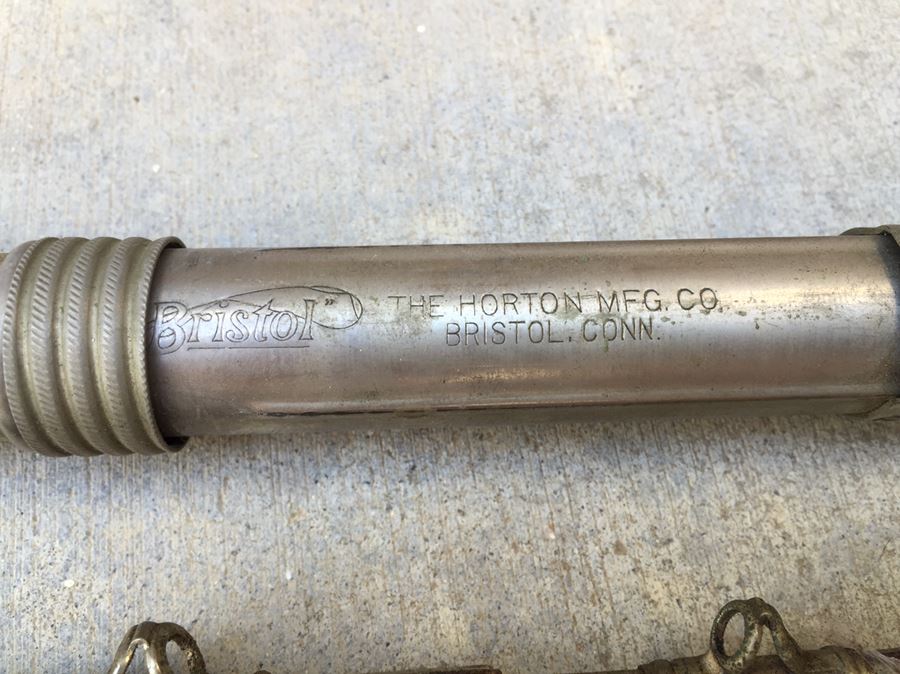 Bristol"
THE HORTON MFG. CO.
BRISTOL, CONN.